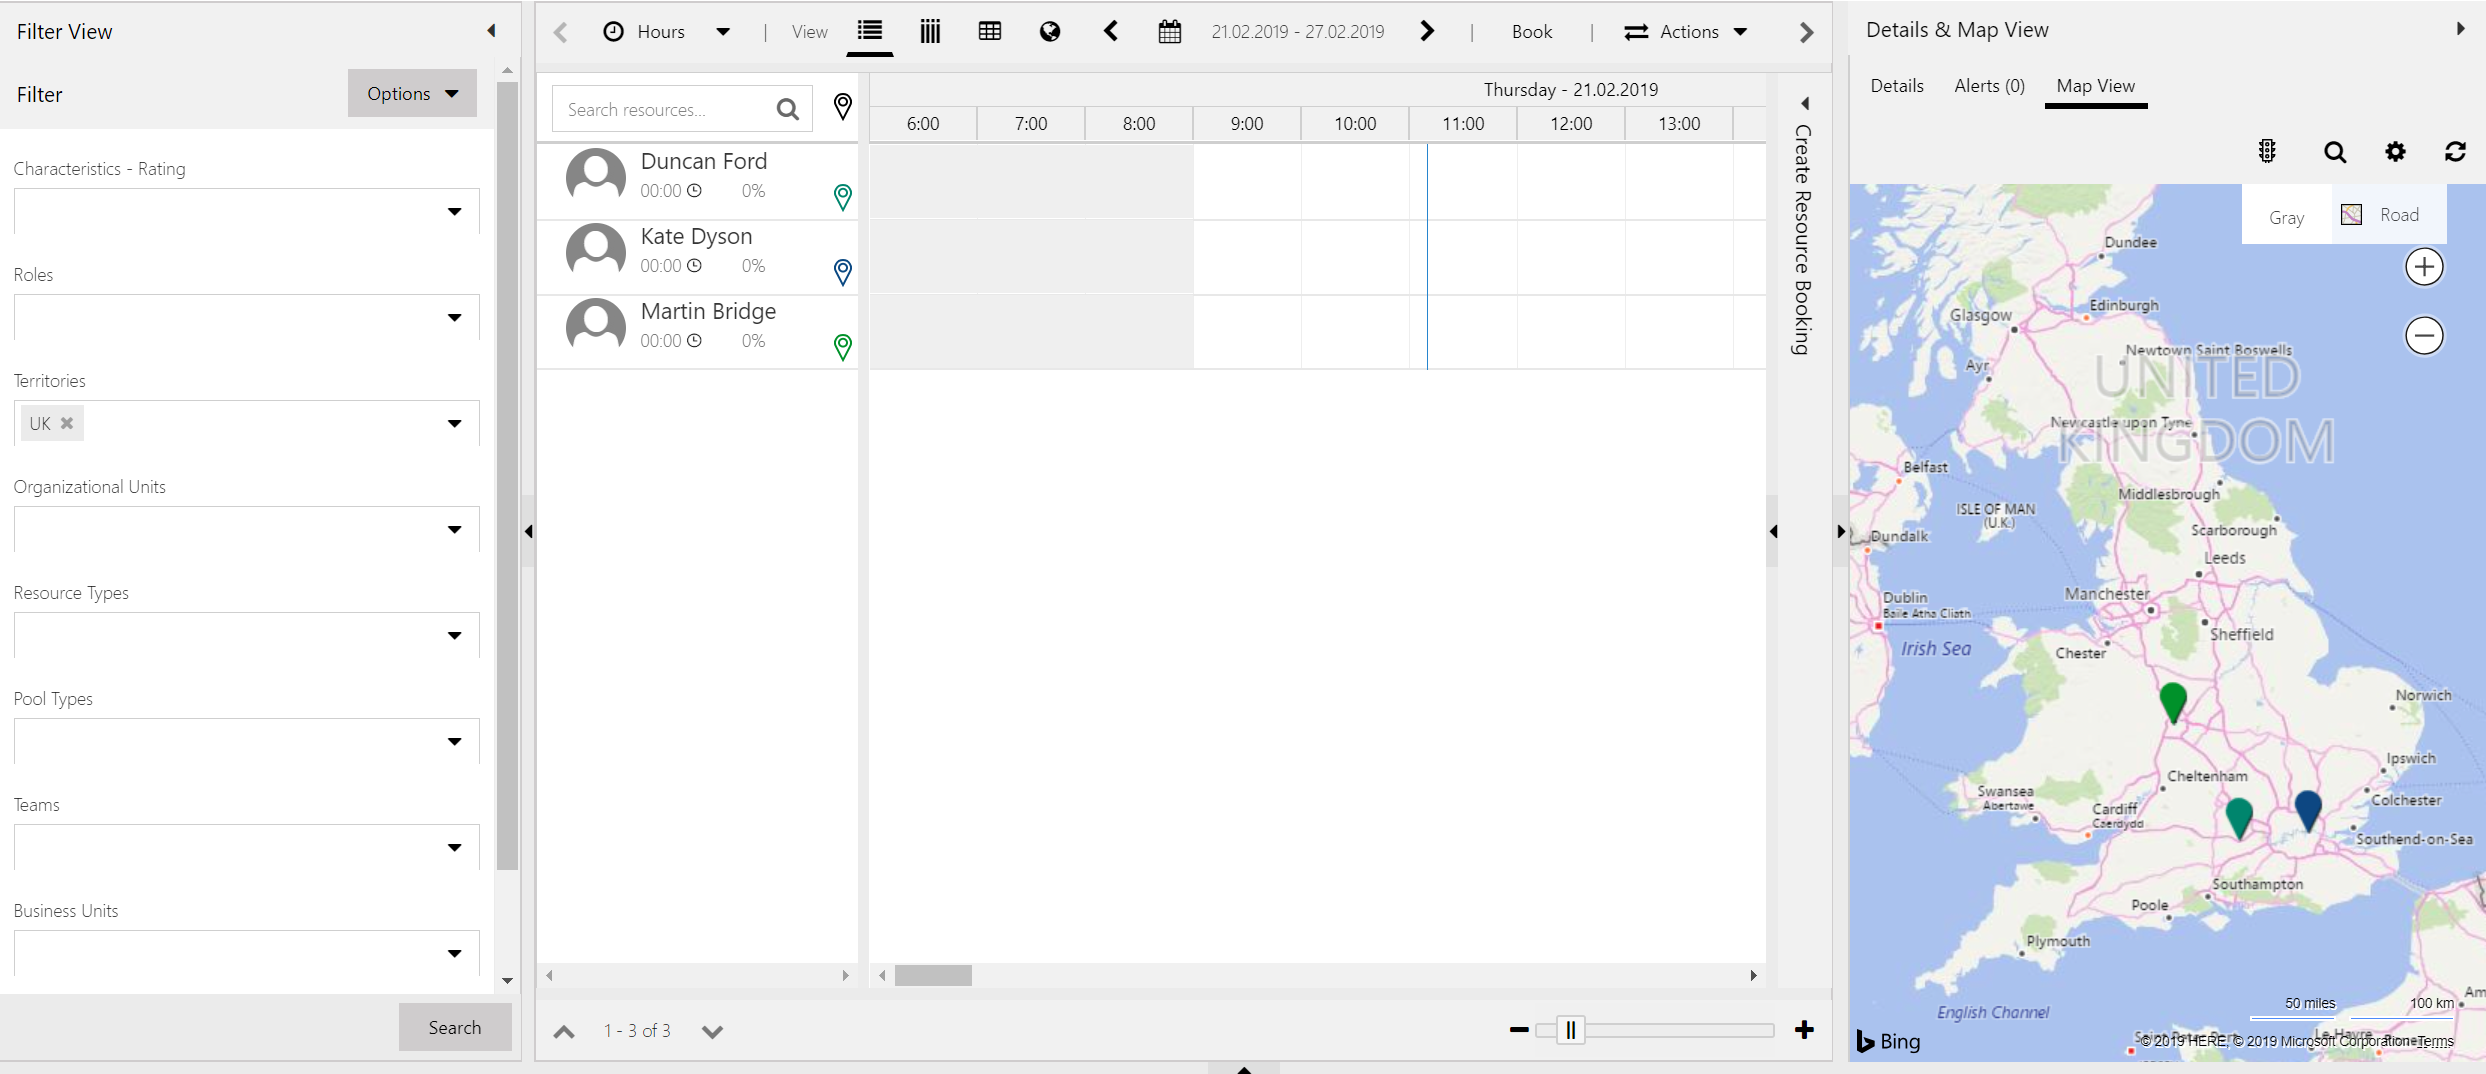 Filter View
Filter
Options
Characteristics - Rating
Roles
Territories
UK
Organizational Units
Resource Types
Pool Types
Teams
Business Units
Search
Hours
|
View
21.02.2019 - 27.02.2019
|
Book
|
Actions
Search resources...
Thursday - 21.02.2019
6:00
7:00
8:00
9:00
10:00
11:00
12:00
13:00
Duncan Ford
00:00
0%
Kate Dyson
00:00
0%
Martin Bridge
00:00
0%
Create Resource Booking
1 - 3 of 3
Details & Map View
Details
Alerts (0)
Map View
Gray
Road
Dundee
Edinburgh
Glasgow
Newtown Saint Boswells
Ayr
UNITED
KINGDOM
Newcastle upon Tyne
Belfast
Middlesbrough
ISLE OF MAN
(U.K.)
Scarborough
Dundalk
Leeds
Manchester
Dublin
Baile Átha Cliath
Sheffield
Irish Sea
Chester
Norwich
Ipswich
Cheltenham
Swansea
Abertawe
Colchester
Cardiff
Caerdydd
Southend-on-Sea
Southampton
Poole
Plymouth
50 miles
100 km
Am
English Channel
Le Havre
Bing
© 2019 HERE, © 2019 Microsoft Corporation Terms